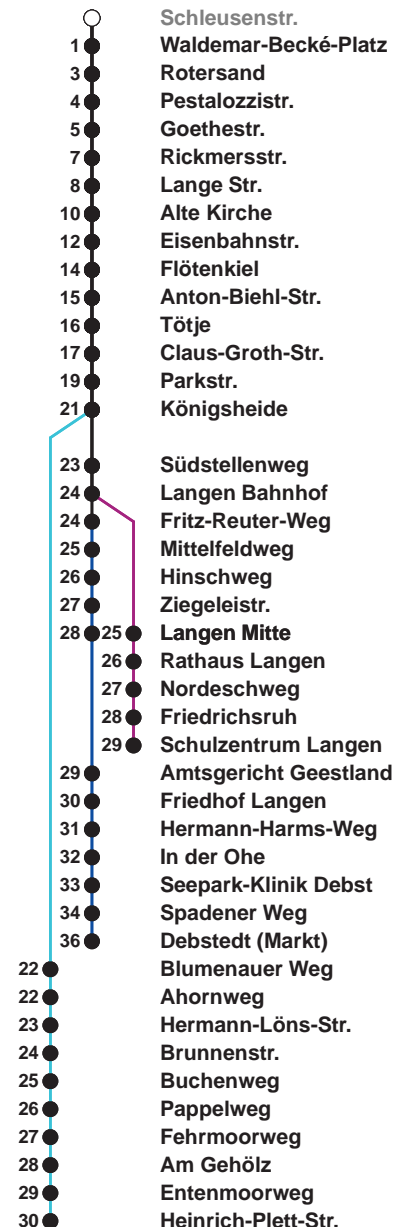 Schleusenstr.
1 Waldemar-Becké-Platz
3 Rotersand
4 Pestalozzistr.
5 Goethestr.
7 Rickmersstr.
8 Lange Str.
10 Alte Kirche
12 Eisenbahnstr.
14 Flötenkiel
15 Anton-Biehl-Str.
16 Tötje
17 Claus-Groth-Str.
19 Parkstr.
21 Königsheide
23 Südstellenweg
24 Langen Bahnhof
24 Fritz-Reuter-Weg
25 Mittelfeldweg
26 Hinschweg
27 Ziegeleistr.
28 25 Langen Mitte
26 Rathaus Langen
27 Nordeschweg
28 Friedrichsruh
29 Schulzentrum Langen
29 Amtsgericht Geestland
30 Friedhof Langen
31 Hermann-Harms-Weg
32 In der Ohe
33 Seepark-Klinik Debst
34 Spadener Weg
36 Debstedt (Markt)
22 Blumenauer Weg
22 Ahornweg
23 Hermann-Löns-Str.
24 Brunnenstr.
25 Buchenweg
26 Pappelweg
27 Fehrmoorweg
28 Am Gehölz
29 Entenmoorweg
30 Heinrich-Plett-Str.